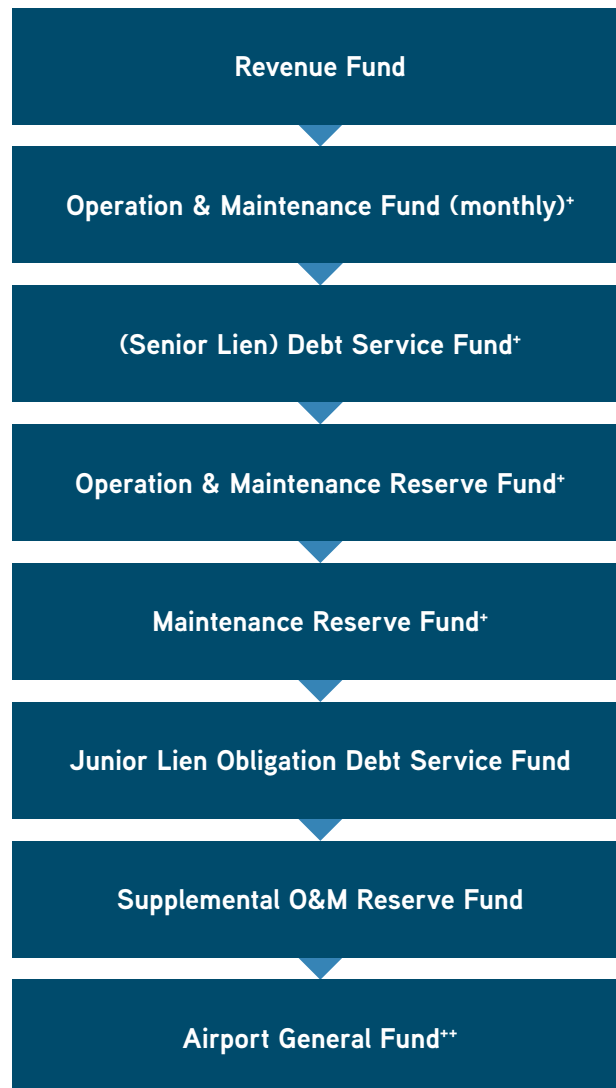 Revenue Fund
Operation & Maintenance Fund (monthly)⁺
(Senior Lien) Debt Service Fund⁺
Operation & Maintenance Reserve Fund⁺
Maintenance Reserve Fund⁺
Junior Lien Obligation Debt Service Fund
Supplemental O&M Reserve Fund
Airport General Fund⁺⁺